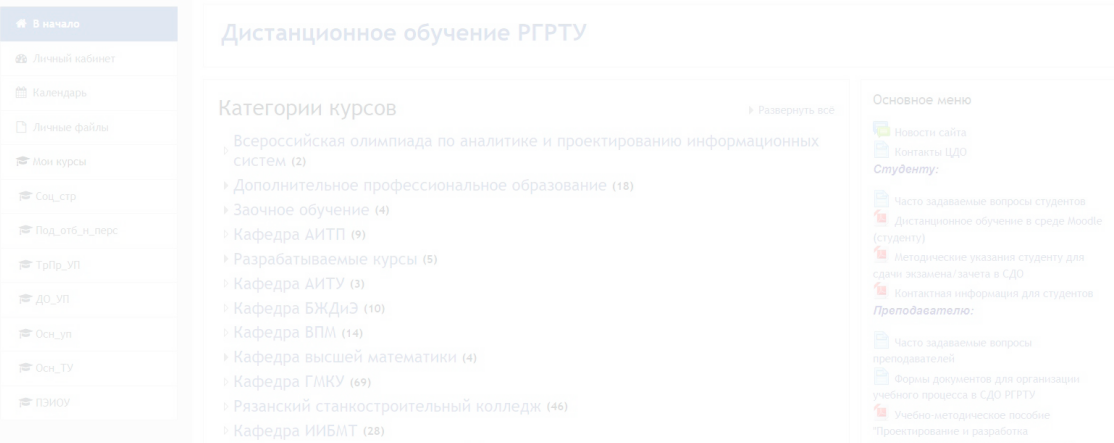 В начало
Личный кабинет
Календарь
Личные файлы
Мои курсы
Соц_стр
Под_отб_н_перс
ТрПр_УП
ДО_УП
Осн_уп
Осн_ТУ
ПЭИОУ
Дистанционное обучение РГРТУ
Категории курсов
Развернуть всё
Всероссийская олимпиада по аналитике и проектированию информационных
систем (2)
Дополнительное профессиональное образование (18)
Заочное обучение (4)
Кафедра АИТП (9)
Разрабатываемые курсы (5)
Кафедра АИТУ (3)
Кафедра БЖДиЭ (10)
Кафедра ВПМ (14)
Кафедра высшей математики (4)
Кафедра ГМКУ (69)
Рязанский станкостроительный колледж (46)
Кафедра ИИБМТ (28)
Основное меню
Новости сайта
Контакты ЦДО
Студенту:
Часто задаваемые вопросы студентов
Дистанционное обучение в среде Moodle
(студенту)
Методические указания студенту для
сдачи экзамена/зачета в СДО
Контактная информация для студентов
Преподавателю:
Часто задаваемые вопросы
преподавателей
Формы документов для организации
учебного процесса в СДО РГРТУ
Учебно-методическое пособие
"Проектирование и разработка